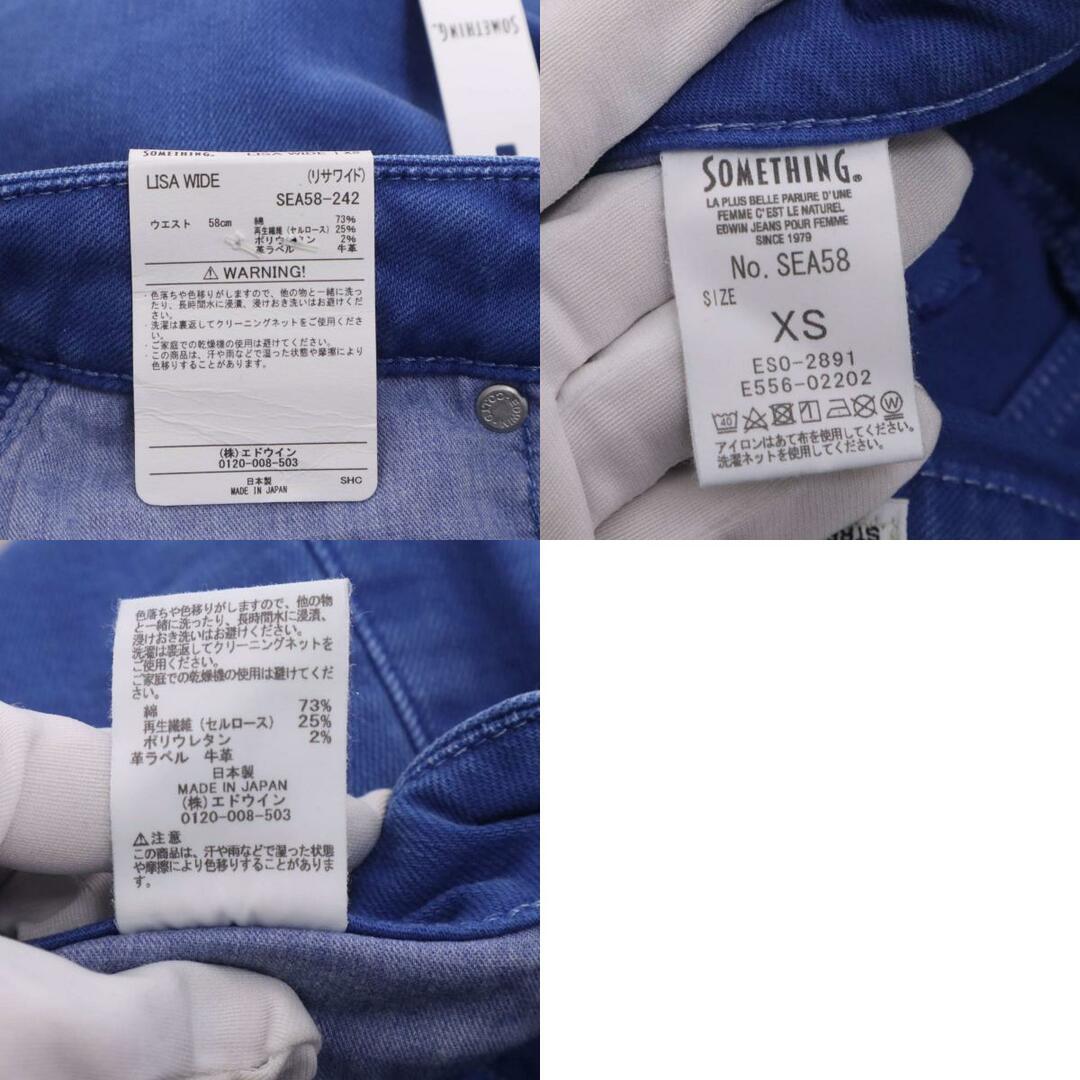 SOMETHING.
SOMETHING.
LISA WIDE
(リサワイド)
SEA58-242
ウエスト 58cm
綿 73%
再生繊維 (セルロース) 25%
ポリウレタン 2%
革ラベル 牛革
⚠ WARNING!
・色落ちや色移りがしますので、他の物と一緒に洗っ
たり、長時間水に浸漬、浸けおき洗いはお避けくださ
い。
・洗濯は裏返してクリーニングネットをご使用くださ
い。
・ご家庭での乾燥機の使用は避けてください。
・この商品は、汗や雨などで湿った状態や摩擦により
色移りすることがあります。
(株)エドウイン
0120-008-503
日本製
MADE IN JAPAN
SHC
SOMETHING®
LA PLUS BELLE PARURE D'UNE
FEMME C'EST LE NATUREL
EDWIN JEANS POUR FEMME
SINCE 1979
No. SEA58
SIZE
XS
ES0-2891
E556-02202
40
W
アイロンはあて布を使用してください。
洗濯ネットを使用してください。
色落ちや色移りがしますので、他の物
と一緒に洗ったり、長時間水に浸漬、
浸けおき洗いはお避けください。
洗濯は裏返してクリーニングネットを
ご使用ください。
ご家庭での乾燥機の使用は避けてくだ
さい。
綿 73%
再生繊維 (セルロース) 25%
ポリウレタン 2%
革ラベル 牛革
日本製
MADE IN JAPAN
(株)エドウイン
0120-008-503
⚠注意
この商品は、汗や雨などで湿った状態
や摩擦により色移りすることがありま
す。